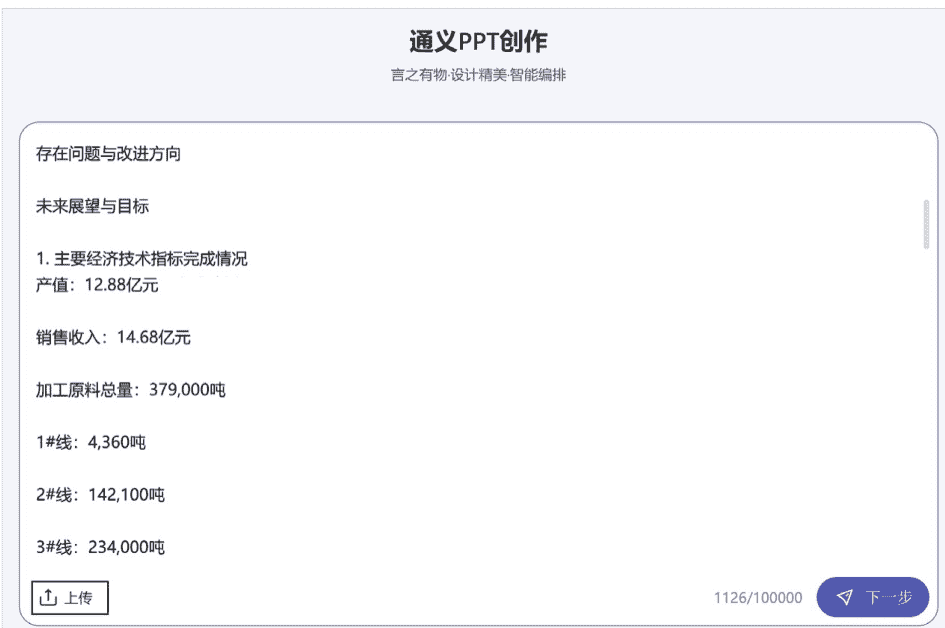 通义PPT创作
言之有物·设计精美·智能编排
存在问题与改进方向
未来展望与目标
1. 主要经济技术指标完成情况
产值：12.88亿元
销售收入：14.68亿元
加工原料总量：379,000吨
1#线：4,360吨
2#线：142,100吨
3#线：234,000吨
上传
1126/100000
下一步